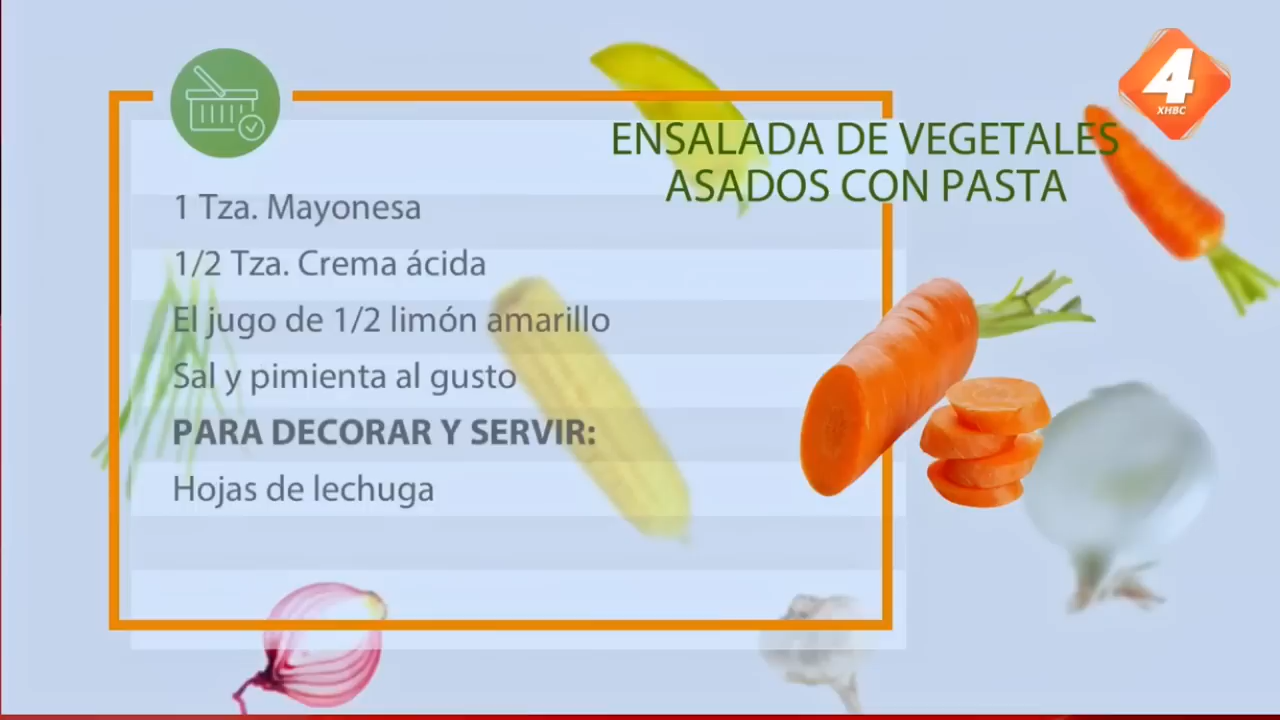 4
XHBC
ENSALADA DE VEGETALES
ASADOS CON PASTA
1 Tza. Mayonesa
1/2 Tza. Crema ácida
El jugo de 1/2 limón amarillo
Sal y pimienta al gusto
PARA DECORAR Y SERVIR:
Hojas de lechuga